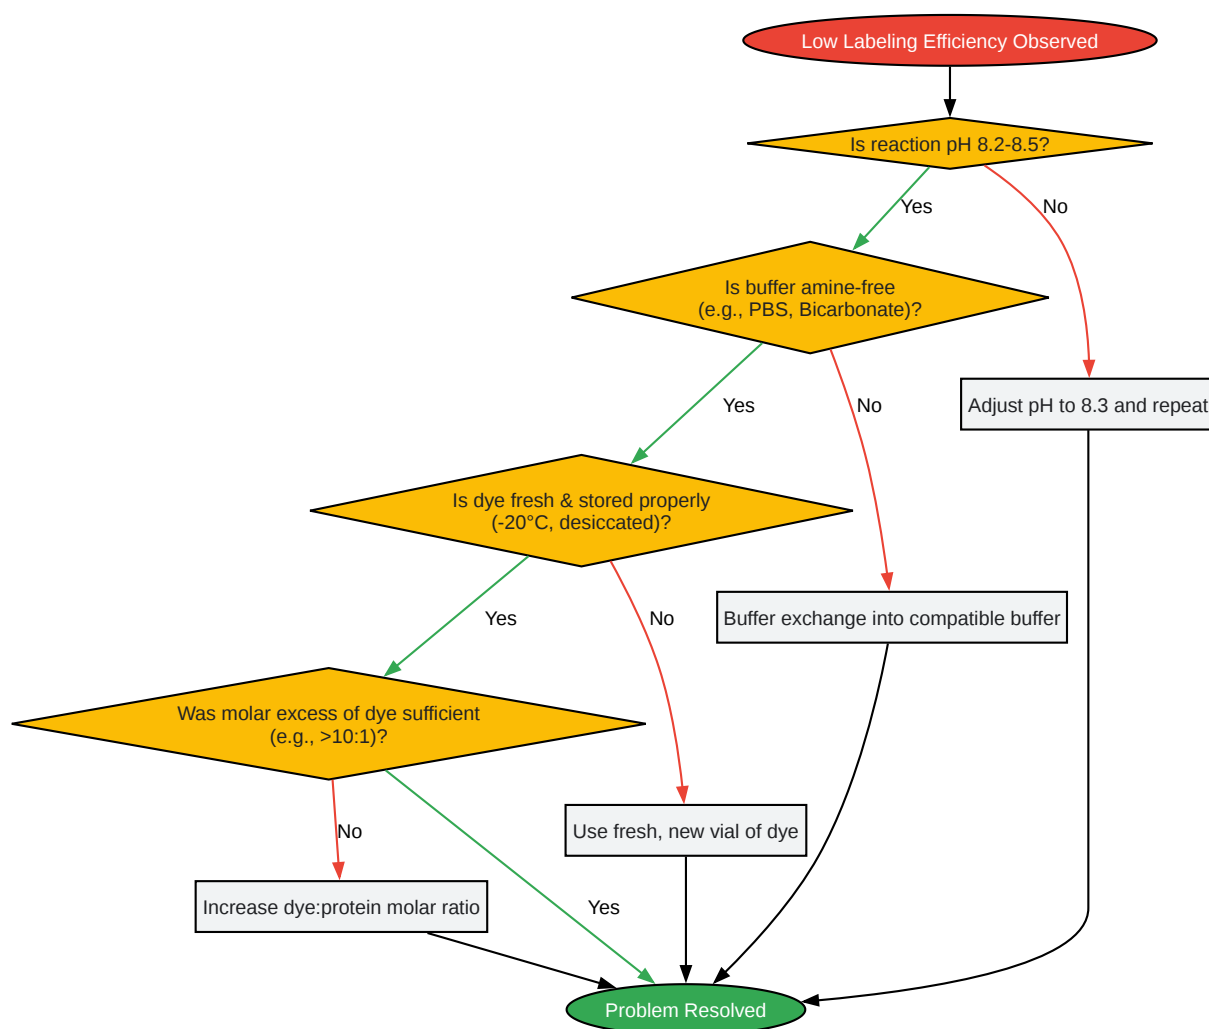 Low Labeling Efficiency Observed
Is reaction pH 8.2-8.5?
Yes
No
Is buffer amine-free
(e.g., PBS, Bicarbonate)?
Adjust pH to 8.3 and repeat
Yes
No
Is dye fresh & stored properly
(-20°C, desiccated)?
Buffer exchange into compatible buffer
Yes
No
Was molar excess of dye sufficient
(e.g., >10:1)?
Use fresh, new vial of dye
No
Increase dye:protein molar ratio
Yes
Problem Resolved